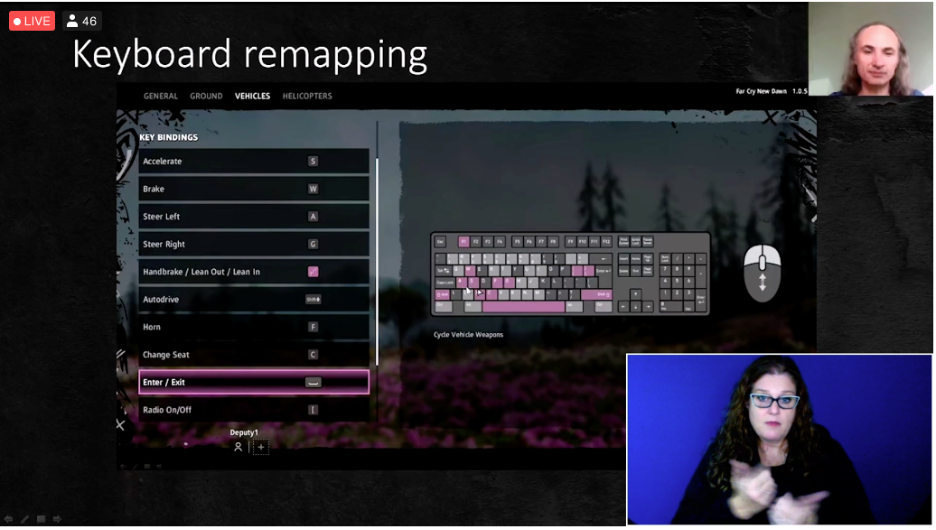 LIVE 46
Keyboard remapping
GENERAL GROUND VEHICLES HELICOPTERS
Far Cry New Dawn 1.0.5
KEY BINDINGS
Accelerate S
Brake W
Steer Left A
Steer Right G
Handbrake / Lean Out / Lean In
Autodrive
Horn F
Change Seat C
Enter / Exit
Radio On/Off [
Cycle Vehicle Weapons
Deputy1